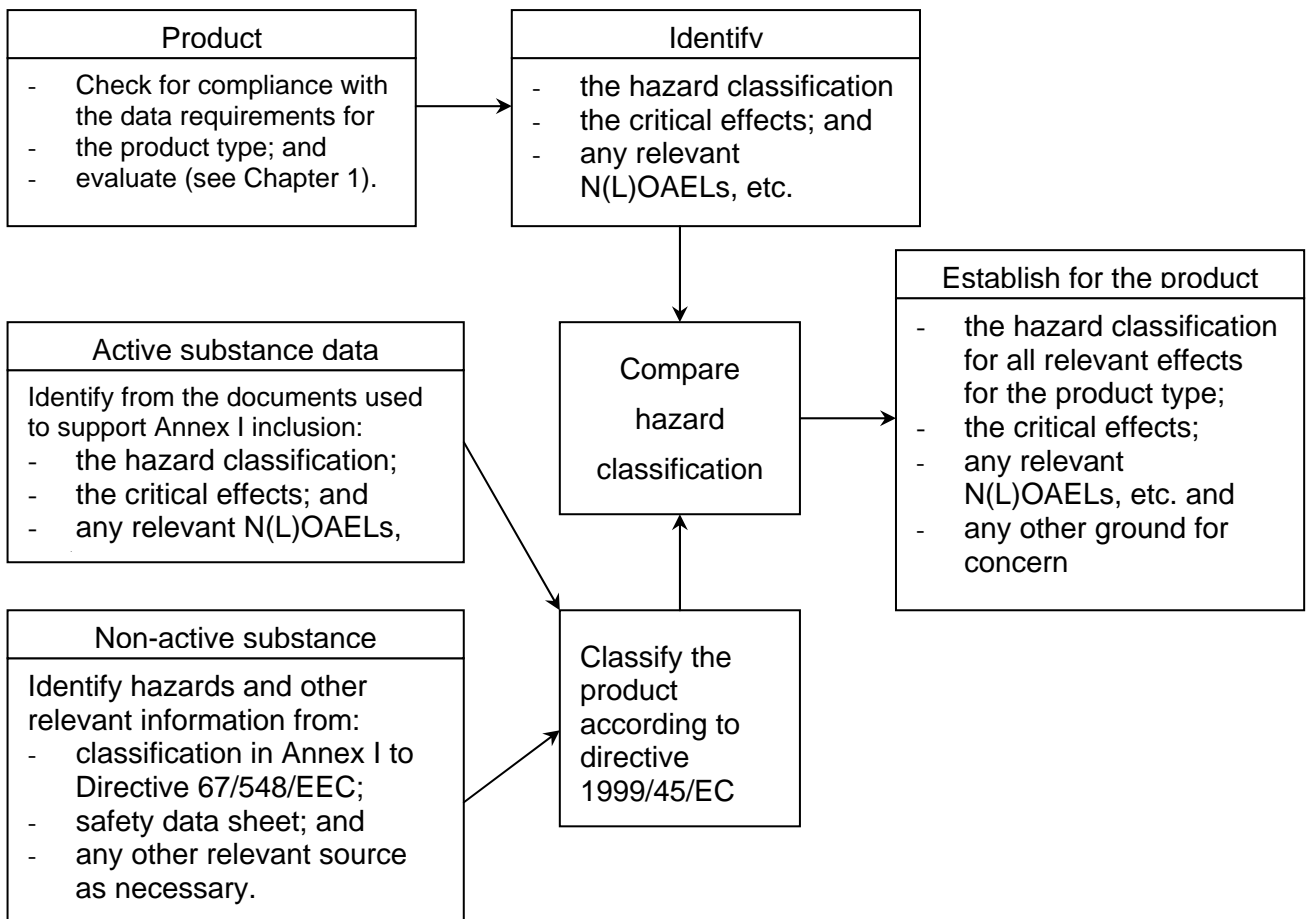 Product
- Check for compliance with
the data requirements for
- the product type; and
- evaluate (see Chapter 1).
Identify
- the hazard classification
- the critical effects; and
- any relevant
N(L)OAELs, etc.
Active substance data
Identify from the documents used
to support Annex I inclusion:
- the hazard classification;
- the critical effects; and
- any relevant N(L)OAELs,
Non-active substance
Identify hazards and other
relevant information from:
- classification in Annex I to
Directive 67/548/EEC;
- safety data sheet; and
- any other relevant source
as necessary.
Compare
hazard
classification
Classify the
product
according to
directive
1999/45/EC
Establish for the product
- the hazard classification
for all relevant effects
for the product type;
- the critical effects;
- any relevant
N(L)OAELs, etc. and
- any other ground for
concern